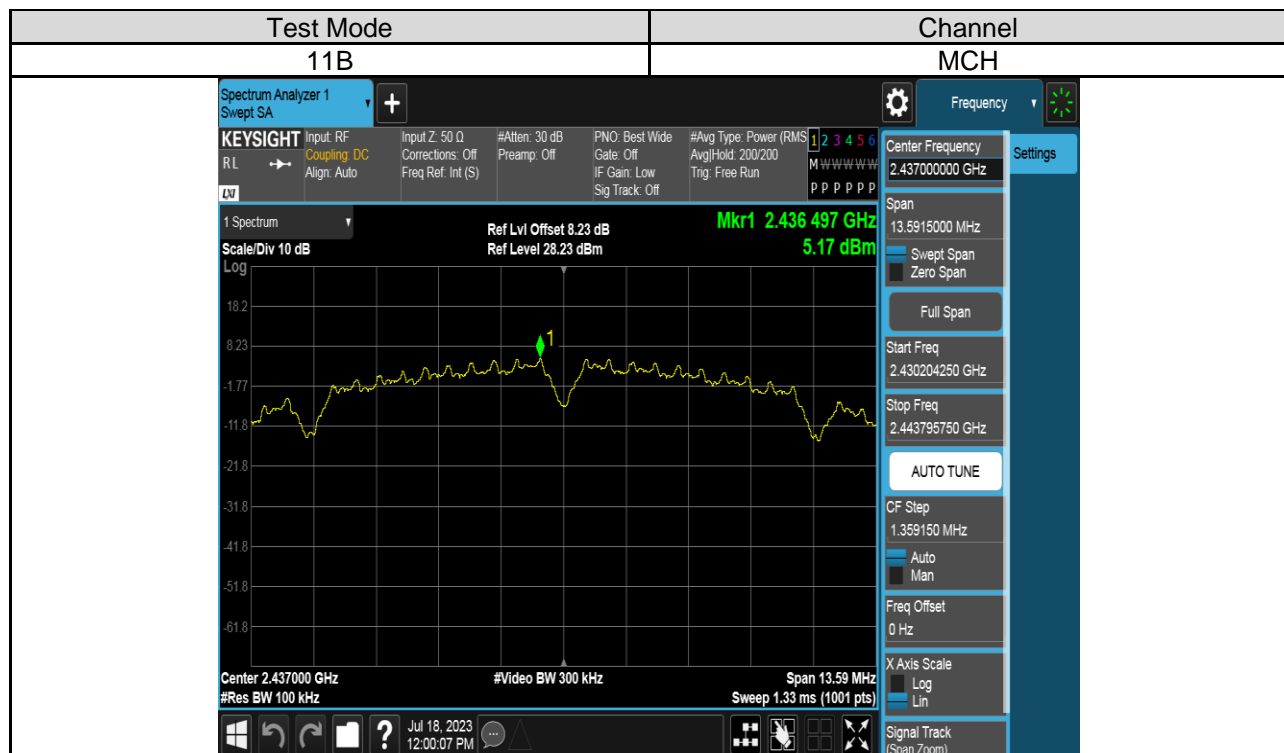 Test Mode Channel
11B MCH
Spectrum Analyzer 1
Swept SA
Frequency
KEYSIGHT
RL
LXI
Input: RF
Coupling: DC
Align: Auto
Input Z: 50 Ω
Corrections: Off
Freq Ref: Int (S)
#Atten: 30 dB
Preamp: Off
PNO: Best Wide
Gate: Off
IF Gain: Low
Sig Track: Off
#Avg Type: Power (RMS
Avg|Hold: 200/200
Trig: Free Run
1 2 3 4 5 6
M W W W W W
P P P P P P
1 Spectrum
Scale/Div 10 dB
Ref Lvl Offset 8.23 dB
Ref Level 28.23 dBm
Mkr1 2.436 497 GHz
5.17 dBm
Log
18.2
8.23
-1.77
-11.8
-21.8
-31.8
-41.8
-51.8
-61.8
1
Center 2.437000 GHz
#Res BW 100 kHz
#Video BW 300 kHz
Span 13.59 MHz
Sweep 1.33 ms (1001 pts)
Center Frequency
2.437000000 GHz
Settings
Span
13.5915000 MHz
Swept Span
Zero Span
Full Span
Start Freq
2.430204250 GHz
Stop Freq
2.443795750 GHz
AUTO TUNE
CF Step
1.359150 MHz
Auto
Man
Freq Offset
0 Hz
X Axis Scale
Log
Lin
Signal Track
(Span Zoom)
?
Jul 18, 2023
12:00:07 PM